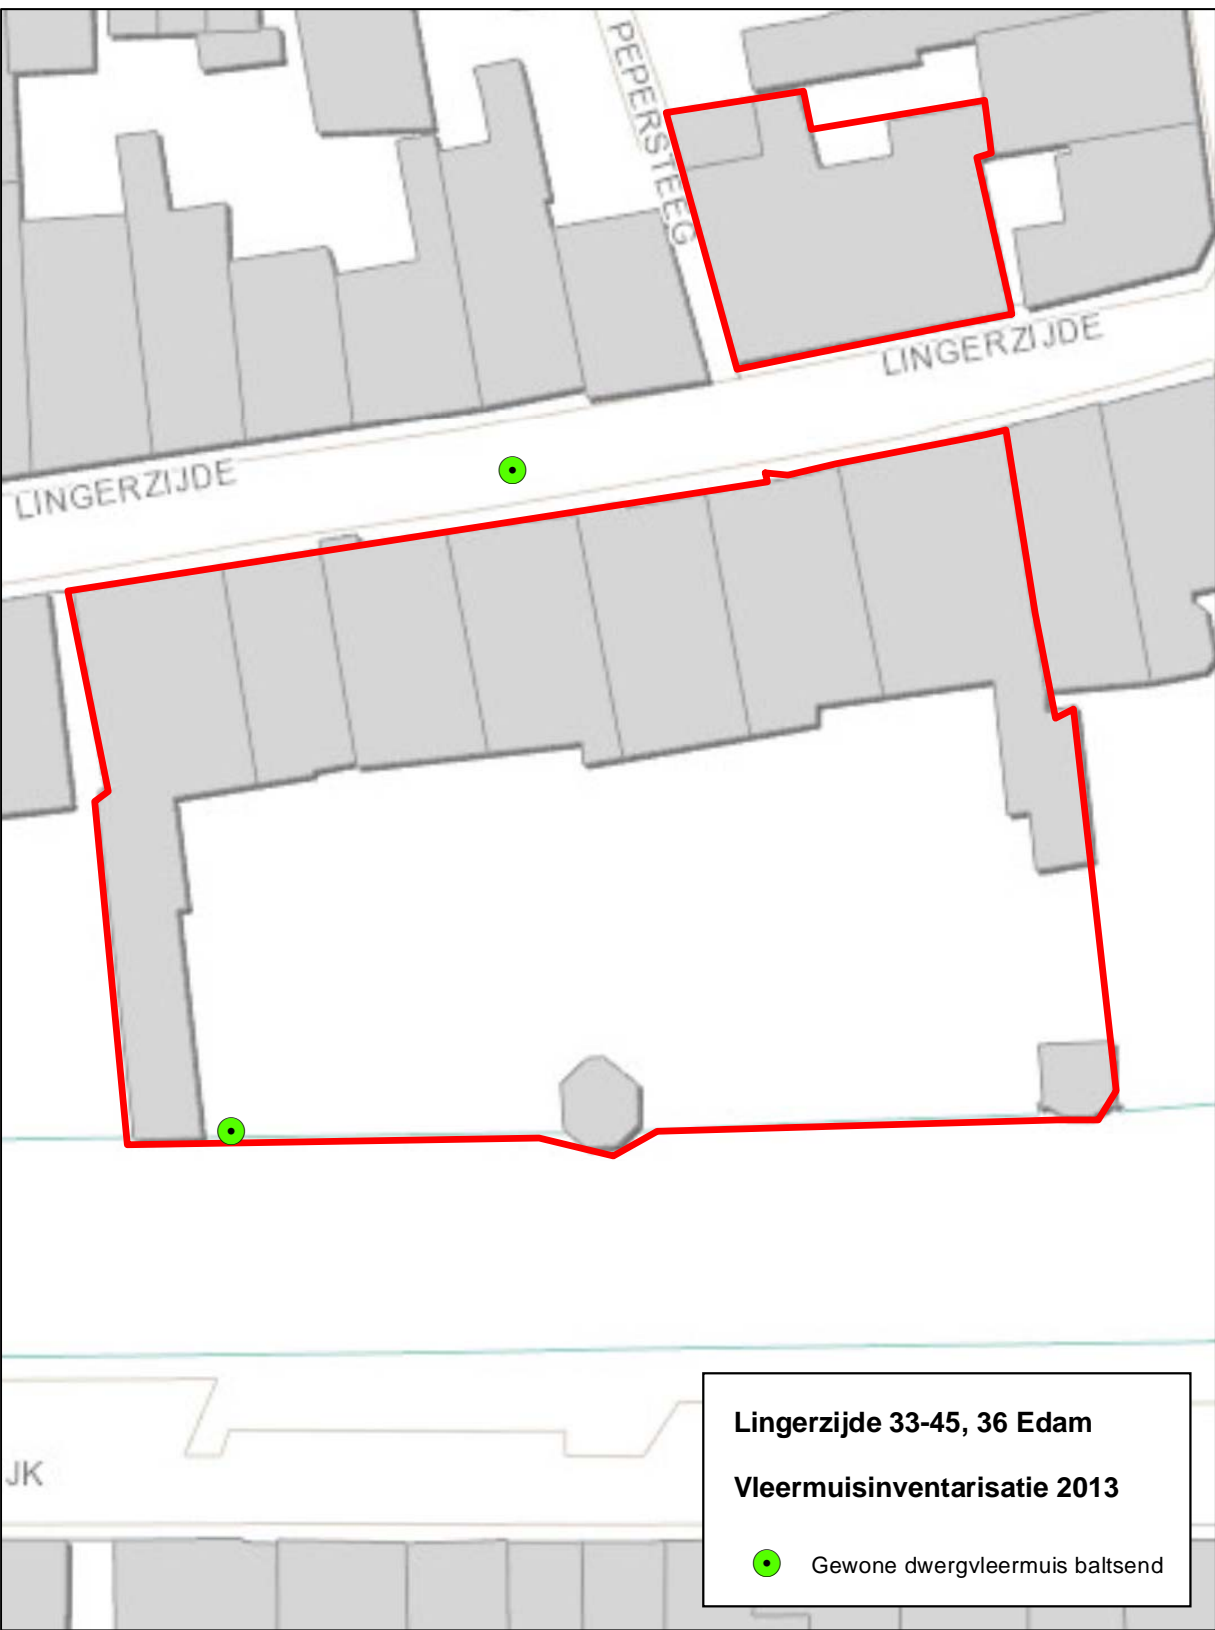 PEPERSTEEG
LINGERZIJDE
LINGERZIJDE
JK
Lingerzijde 33-45, 36 Edam
Vleermuisinventarisatie 2013
Gewone dwergvleermuis baltsend